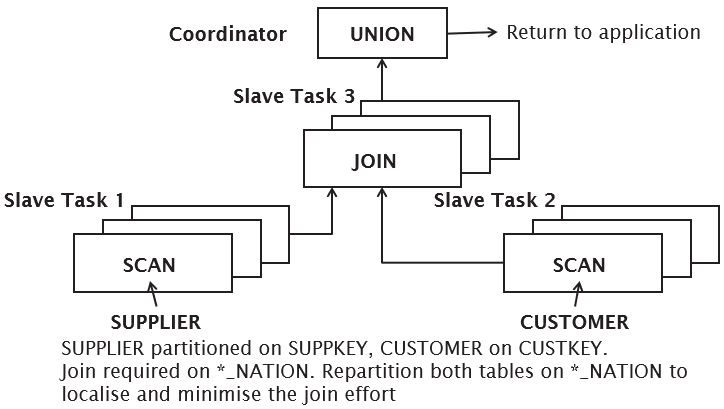 Coordinator
UNION
Return to application
Slave Task 3
JOIN
Slave Task 1
Slave Task 2
SCAN
SCAN
SUPPLIER
CUSTOMER
SUPPLIER partitioned on SUPPKEY, CUSTOMER on CUSTKEY.
Join required on *_NATION. Repartition both tables on *_NATION to
localise and minimise the join effort